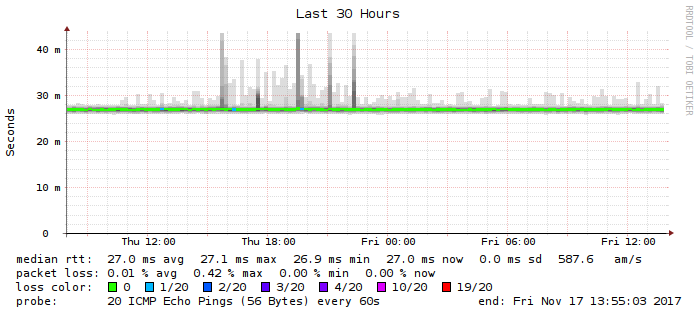 Last 30 Hours
RRDTOOL / TOBI OETIKER
Seconds
40 m
30 m
20 m
10 m
0
Thu 12:00 Thu 18:00 Fri 00:00 Fri 06:00 Fri 12:00
median rtt: 27.0 ms avg 27.1 ms max 26.9 ms min 27.0 ms now 0.0 ms sd 587.6 am/s
packet loss: 0.01 % avg 0.42 % max 0.00 % min 0.00 % now
loss color: 0 1/20 2/20 3/20 4/20 10/20 19/20
probe: 20 ICMP Echo Pings (56 Bytes) every 60s end: Fri Nov 17 13:55:03 2017